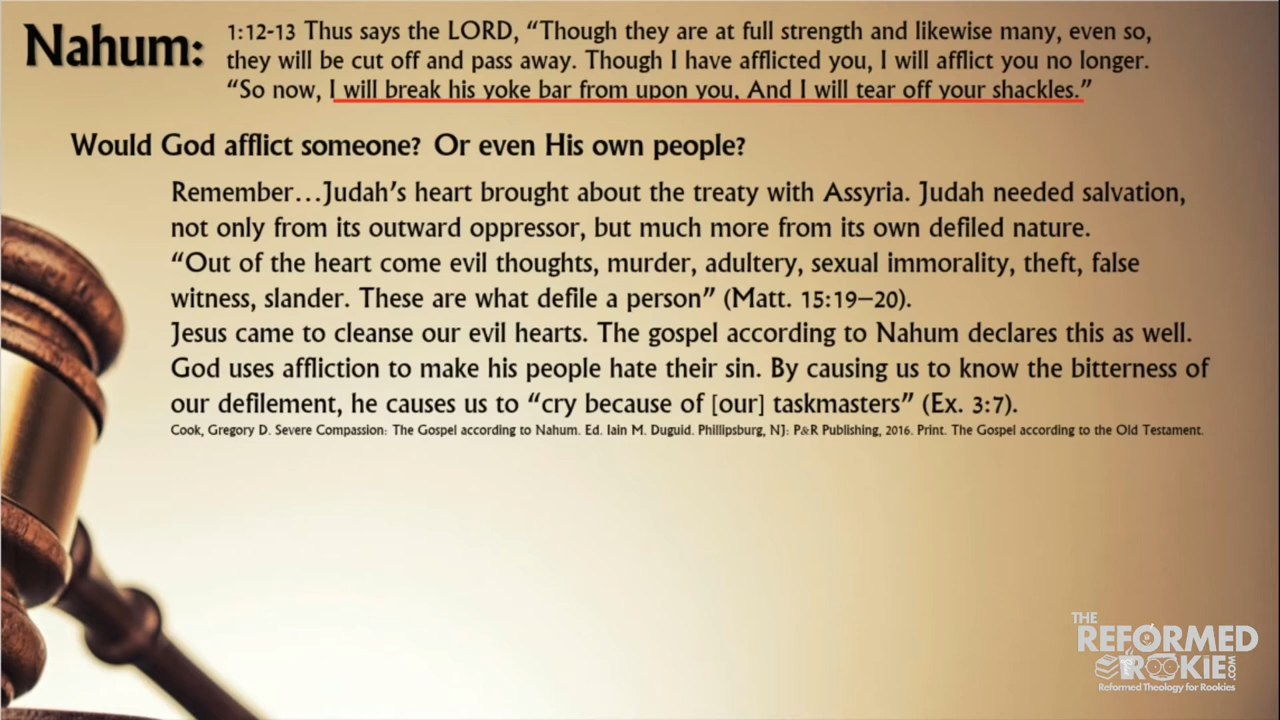 Nahum:
1:12-13 Thus says the LORD, “Though they are at full strength and likewise many, even so,
they will be cut off and pass away. Though I have afflicted you, I will afflict you no longer.
“So now, I will break his yoke bar from upon you, And I will tear off your shackles.”
Would God afflict someone? Or even His own people?
Remember…Judah’s heart brought about the treaty with Assyria. Judah needed salvation,
not only from its outward oppressor, but much more from its own defiled nature.
“Out of the heart come evil thoughts, murder, adultery, sexual immorality, theft, false
witness, slander. These are what defile a person” (Matt. 15:19–20).
Jesus came to cleanse our evil hearts. The gospel according to Nahum declares this as well.
God uses affliction to make his people hate their sin. By causing us to know the bitterness of
our defilement, he causes us to “cry because of [our] taskmasters” (Ex. 3:7).
Cook, Gregory D. Severe Compassion: The Gospel according to Nahum. Ed. Iain M. Duguid. Phillipsburg, NJ: P&R Publishing, 2016. Print. The Gospel according to the Old Testament.
THE
REFORMED
ROOKIE.COM
Reformed Theology for Rookies